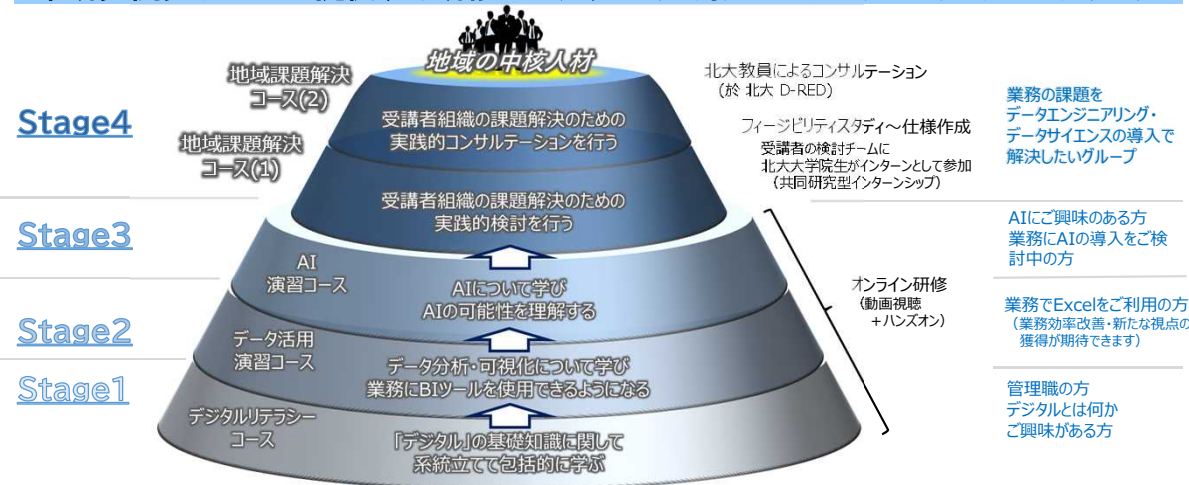 地域の中核人材
地域課題解決
コース(2)
Stage4
地域課題解決
コース(1)
受講者組織の課題解決のための
実践的コンサルテーションを行う
北大教員によるコンサルテーション
（於 北大 D-RED）
フィージビリティスタディ～仕様作成
受講者の検討チームに
北大大学院生がインターンとして参加
（共同研究型インターンシップ）
業務の課題を
データエンジニアリング・
データサイエンスの導入で
解決したいグループ
受講者組織の課題解決のための
実践的検討を行う
Stage3
AI
演習コース
AIについて学び
AIの可能性を理解する
AIにご興味のある方
業務にAIの導入をご検
討中の方
オンライン研修
（動画視聴
＋ハンズオン）
Stage2
データ活用
演習コース
データ分析・可視化について学び
業務にBIツールを使用できるようになる
業務でExcelをご利用の方
（業務効率改善・新たな視点の
獲得が期待できます）
Stage1
デジタルリテラシー
コース
「デジタル」の基礎知識に関して
系統立てて包括的に学ぶ
管理職の方
デジタルとは何か
ご興味がある方